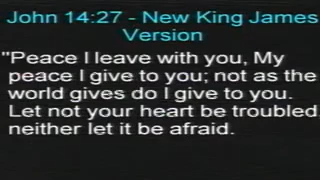 John 14:27 - New King James
Version
"Peace I leave with you, My
peace I give to you; not as the
world gives do I give to you.
Let not your heart be troubled
neither let it be afraid.